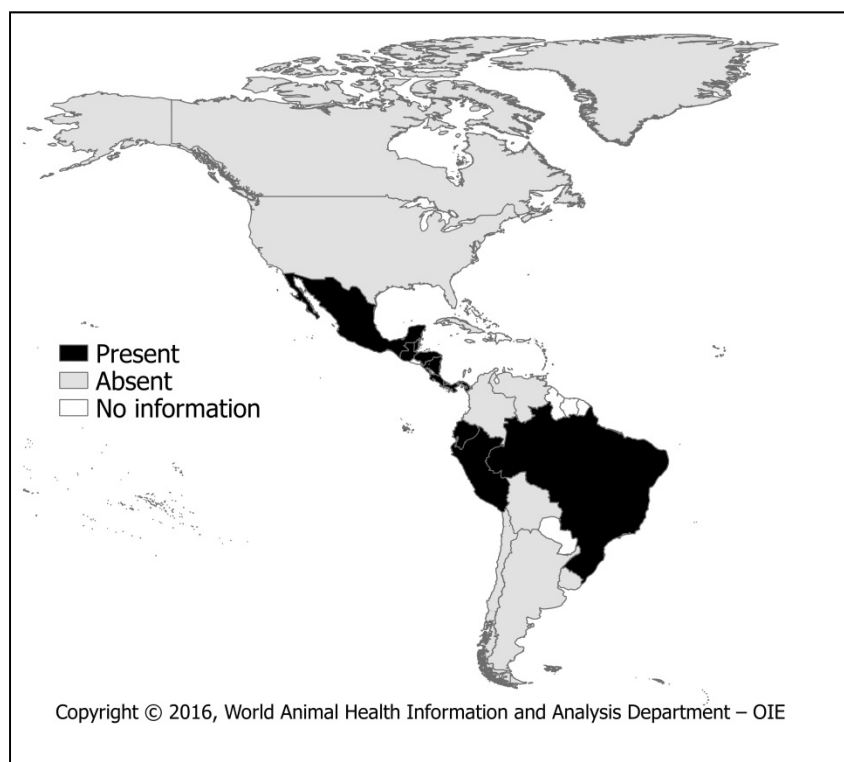 Present
Absent
No information
Copyright © 2016, World Animal Health Information and Analysis Department – OIE